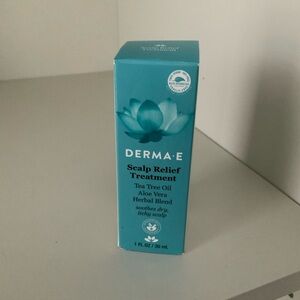 DERMA·E
Scalp Relief
Treatment
Tea Tree Oil
Aloe Vera
Herbal Blend
soothes dry,
itchy scalp
1 FL OZ / 30 mL